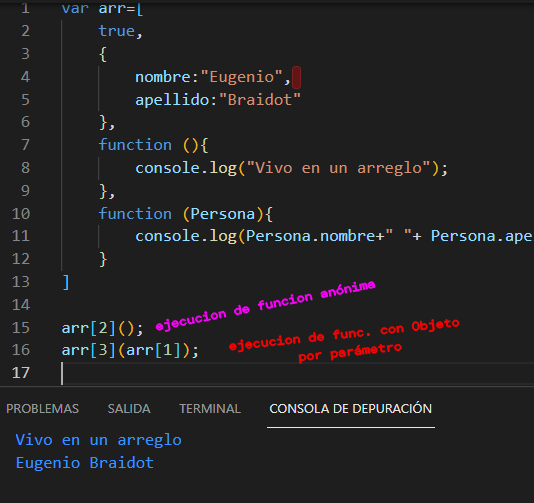 1 var arr=[
2 true,
3 {
4 nombre:"Eugenio",
5 apellido:"Braidot"
6 },
7 function (){
8 console.log("Vivo en un arreglo");
9 },
10 function (Persona){
11 console.log(Persona.nombre+" "+ Persona.ape
12 }
13 ]
14
15 arr[2](); ejecucion de funcion anónima
16 arr[3](arr[1]); ejecucion de func. con Objeto
por parámetro
17
PROBLEMAS SALIDA TERMINAL CONSOLA DE DEPURACIÓN
Vivo en un arreglo
Eugenio Braidot